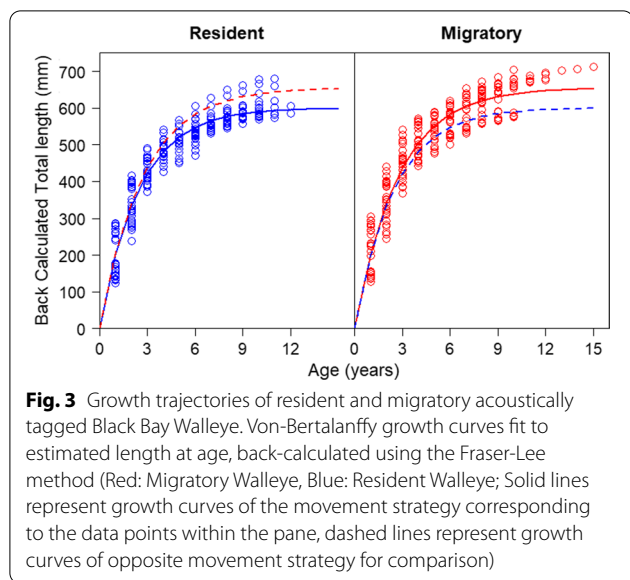 Resident Migratory
Back Calculated Total length (mm)
700
600
500
400
300
200
100
0
0 3 6 9 12 0 3 6 9 12 15
Age (years)
Fig. 3 Growth trajectories of resident and migratory acoustically
tagged Black Bay Walleye. Von-Bertalanffy growth curves fit to
estimated length at age, back-calculated using the Fraser-Lee
method (Red: Migratory Walleye, Blue: Resident Walleye; Solid lines
represent growth curves of the movement strategy corresponding
to the data points within the pane, dashed lines represent growth
curves of opposite movement strategy for comparison)